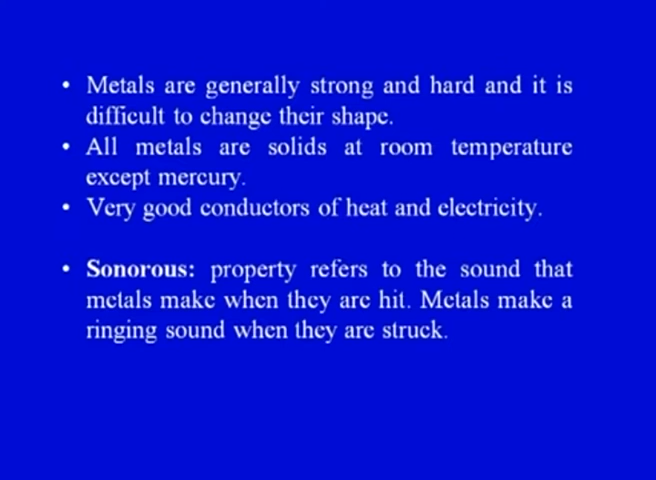 • Metals are generally strong and hard and it is
difficult to change their shape.
• All metals are solids at room temperature
except mercury.
• Very good conductors of heat and electricity.
• Sonorous: property refers to the sound that
metals make when they are hit. Metals make a
ringing sound when they are struck.